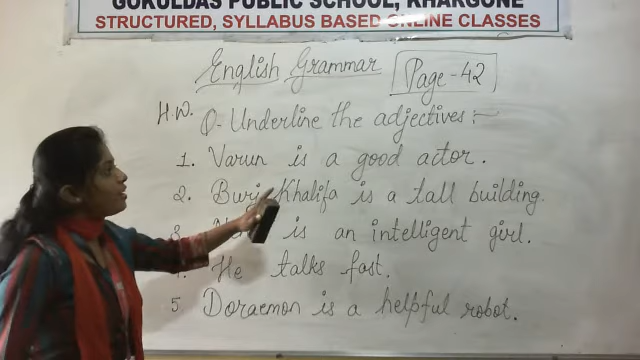 GOKULDAS PUBLIC SCHOOL, KHARGONE
STRUCTURED, SYLLABUS BASED ONLINE CLASSES
English Grammar Page-42
H.W. Q-Underline the adjectives:-
1. Varun is a good actor.
2. Burj Khalifa is a tall building.
3. is an intelligent girl.
He talks fast.
5. Doraemon is a helpful robot.